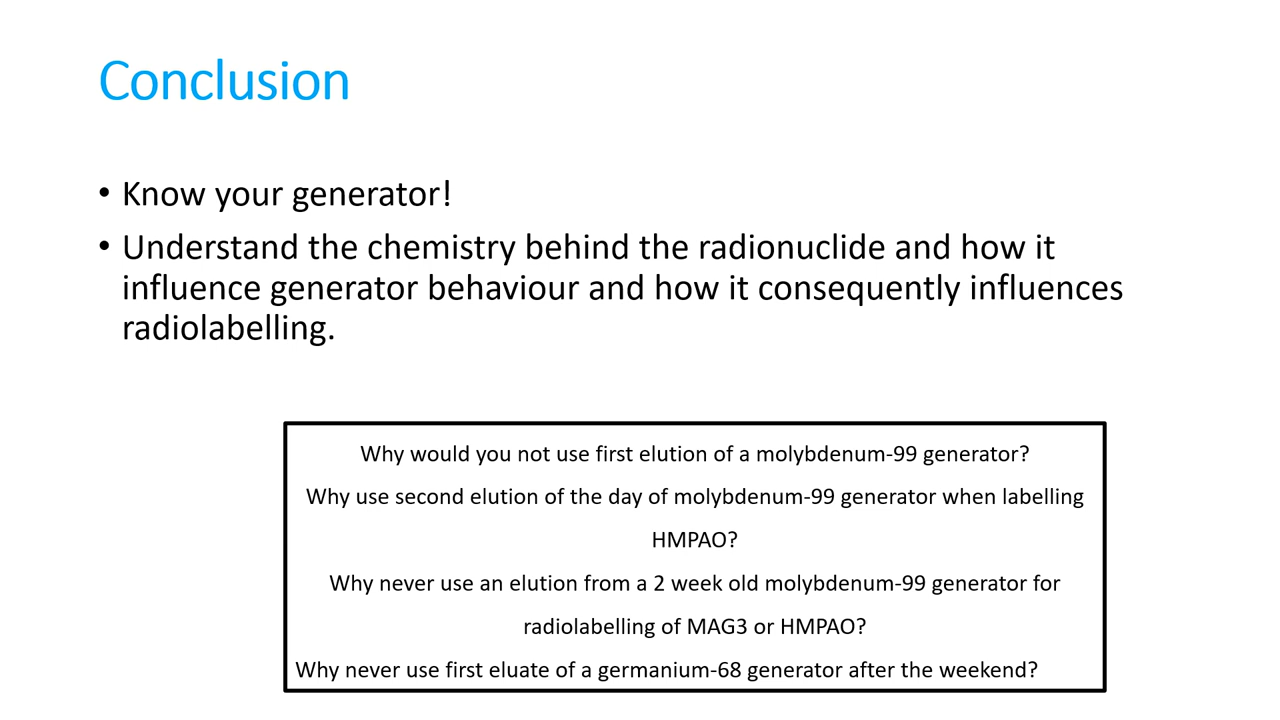 Conclusion
• Know your generator!
• Understand the chemistry behind the radionuclide and how it
influence generator behaviour and how it consequently influences
radiolabelling.
Why would you not use first elution of a molybdenum-99 generator?
Why use second elution of the day of molybdenum-99 generator when labelling
HMPAO?
Why never use an elution from a 2 week old molybdenum-99 generator for
radiolabelling of MAG3 or HMPAO?
Why never use first eluate of a germanium-68 generator after the weekend?